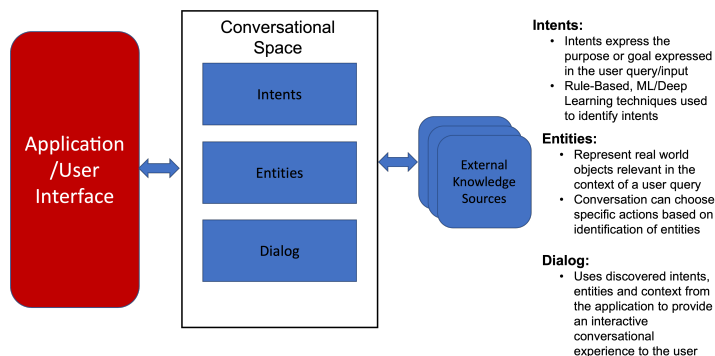 Application
/User
Interface
Conversational
Space
Intents
Entities
Dialog
External
Knowledge
Sources
Intents:
• Intents express the
purpose or goal expressed
in the user query/input
• Rule-Based, ML/Deep
Learning techniques used
to identify intents
Entities:
• Represent real world
objects relevant in the
context of a user query
• Conversation can choose
specific actions based on
identification of entities
Dialog:
• Uses discovered intents,
entities and context from
the application to provide
an interactive
conversational
experience to the user